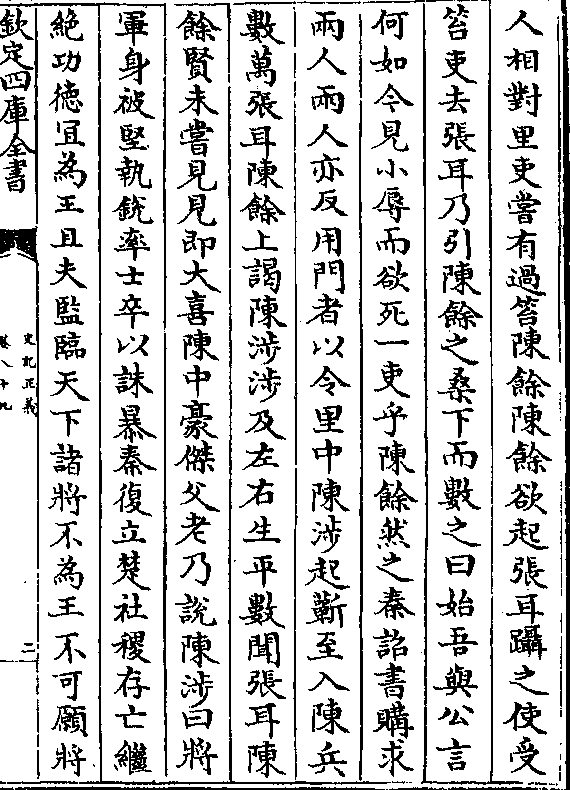 人相對里吏嘗有過笞陳餘陳餘欲起張耳躡之使受
笞吏去張耳乃引陳餘之桑下而數之曰始吾與公言
何如今見小辱而欲死一吏乎陳餘然之秦詔書購求
兩人兩人亦反用門者以令里中陳涉起蘄至入陳兵
數萬張耳陳餘上謁陳涉涉及左右生平數聞張耳陳
餘賢未嘗見見即大喜陳中豪傑父老乃說陳涉曰將
軍身被堅執銳率士卒以誅暴秦復立楚社稷存亡繼
絕功德宜為王且夫監臨天下諸將不為王不可願將
欽定四庫全書
史記正義
卷八十九
二